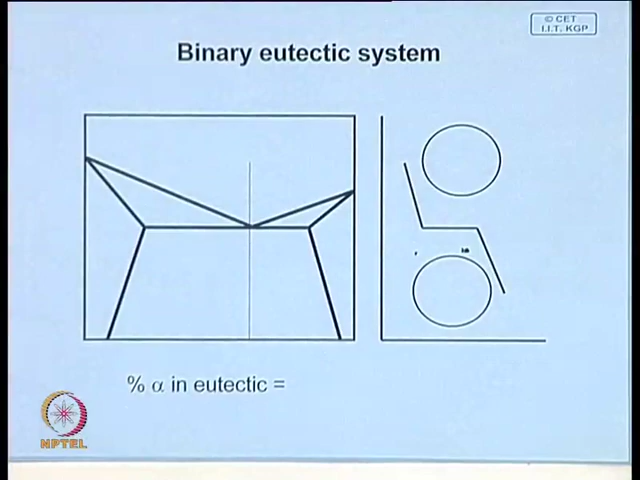 © CET
I.I.T. KGP
Binary eutectic system
% α in eutectic =
NPTEL